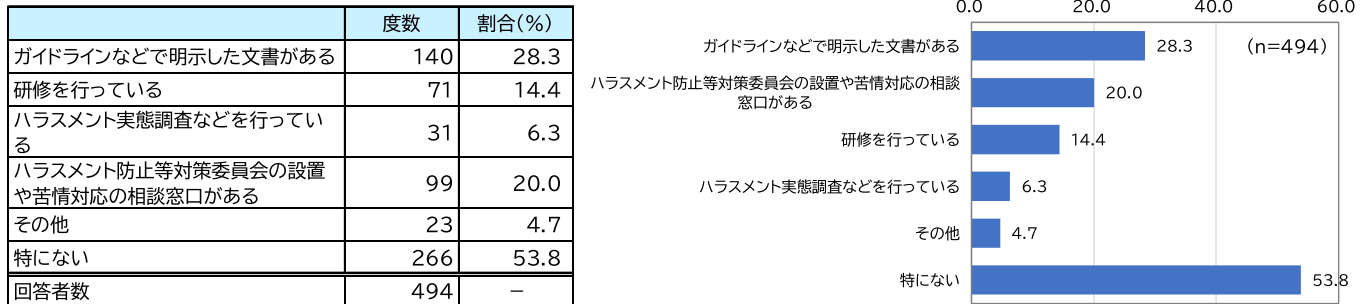 度数 割合(%)
ガイドラインなどで明示した文書がある 140 28.3
研修を行っている 71 14.4
ハラスメント実態調査などを行ってい
る 31 6.3
ハラスメント防止等対策委員会の設置
や苦情対応の相談窓口がある 99 20.0
その他 23 4.7
特にない 266 53.8
回答者数 494 －
0.0 20.0 40.0 60.0
ガイドラインなどで明示した文書がある 28.3 (n=494)
ハラスメント防止等対策委員会の設置や苦情対応の相談
窓口がある 20.0
研修を行っている 14.4
ハラスメント実態調査などを行っている 6.3
その他 4.7
特にない 53.8